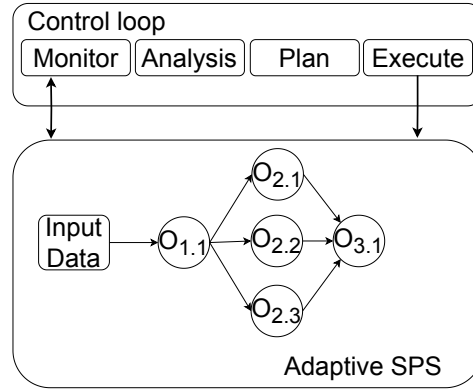 Control loop
Monitor Analysis Plan Execute
O2.1
Input
Data
O1.1 O2.2 O3.1
O2.3
Adaptive SPS